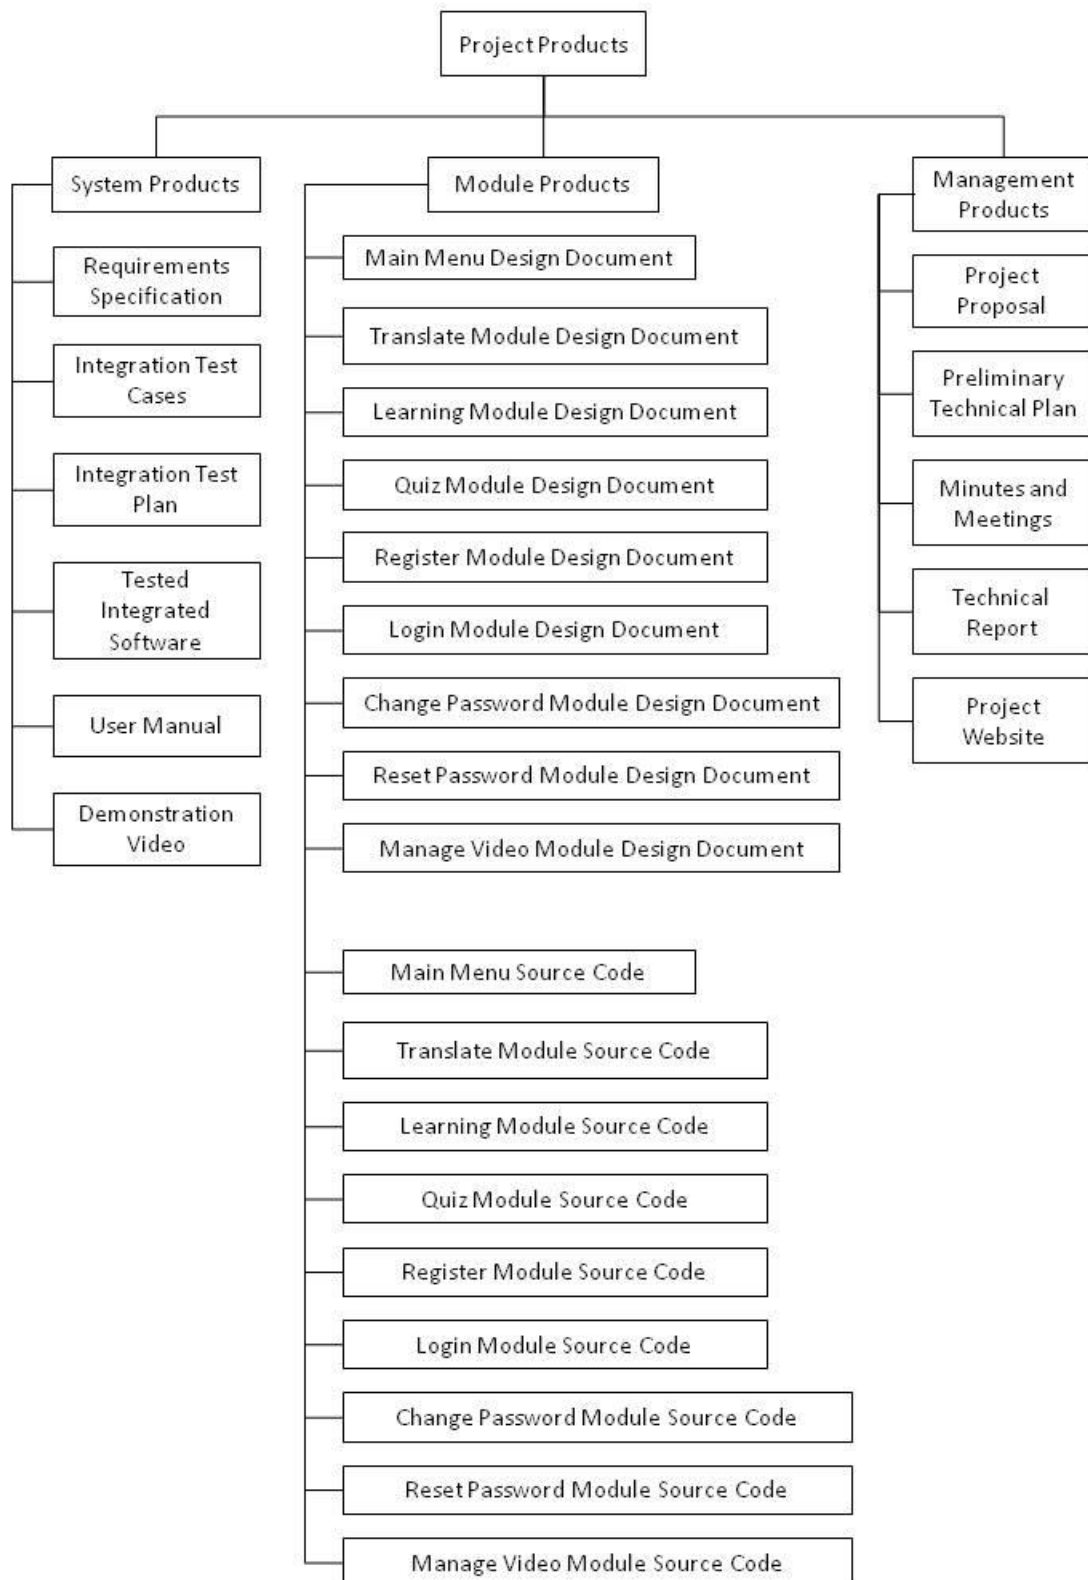 Project Products
System Products
Requirements
Specification
Integration Test
Cases
Integration Test
Plan
Tested
Integrated
Software
User Manual
Demonstration
Video
Module Products
Main Menu Design Document
Translate Module Design Document
Learning Module Design Document
Quiz Module Design Document
Register Module Design Document
Login Module Design Document
Change Password Module Design Document
Reset Password Module Design Document
Manage Video Module Design Document
Main Menu Source Code
Translate Module Source Code
Learning Module Source Code
Quiz Module Source Code
Register Module Source Code
Login Module Source Code
Change Password Module Source Code
Reset Password Module Source Code
Manage Video Module Source Code
Management
Products
Project
Proposal
Preliminary
Technical Plan
Minutes and
Meetings
Technical
Report
Project
Website